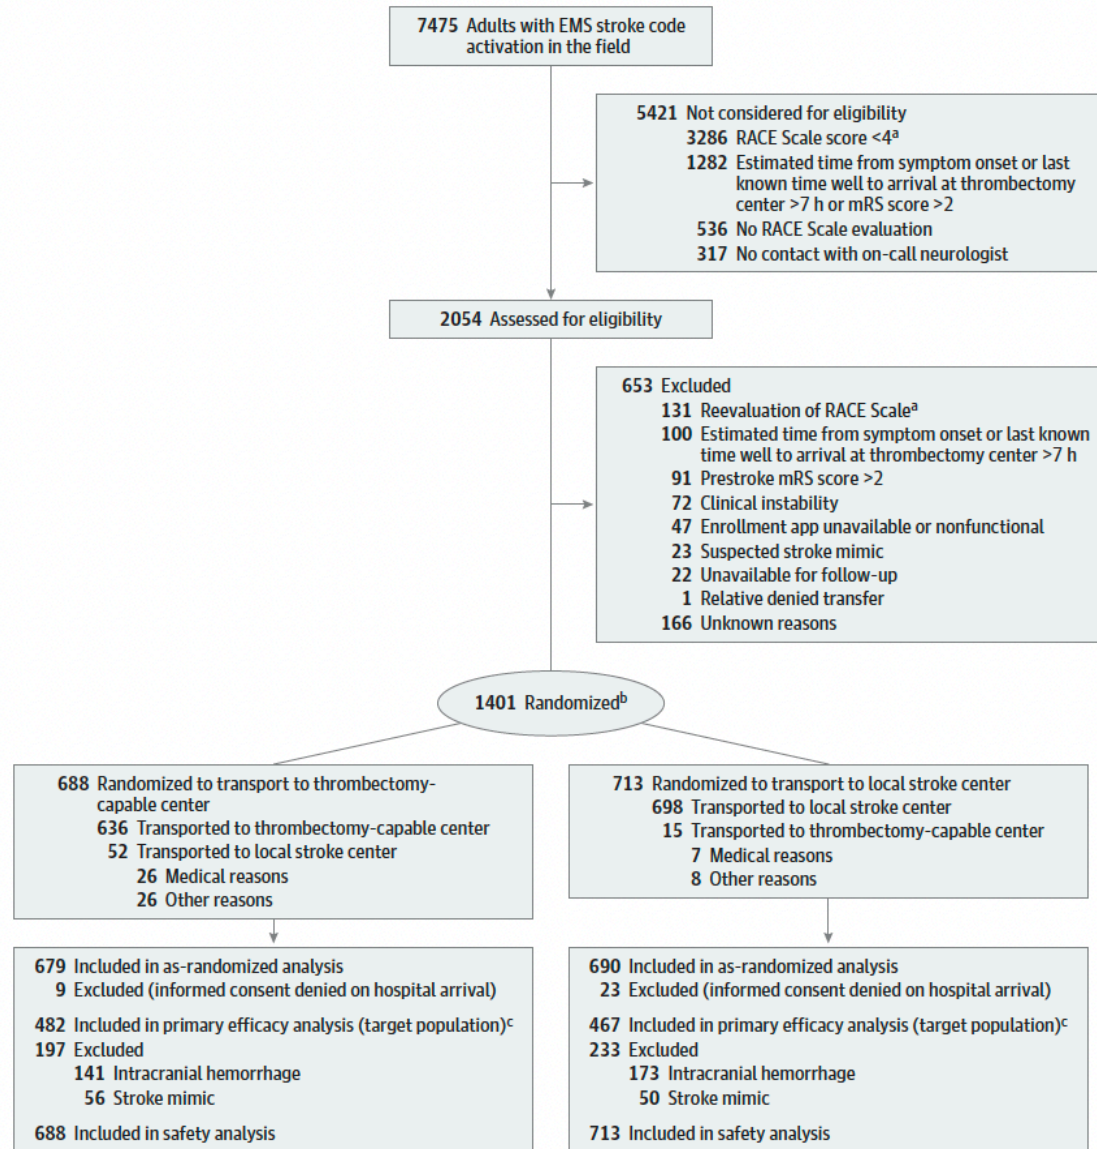 7475 Adults with EMS stroke code
activation in the field
5421 Not considered for eligibility
3286 RACE Scale score <4a
1282 Estimated time from symptom onset or last
known time well to arrival at thrombectomy
center >7 h or mRS score >2
536 No RACE Scale evaluation
317 No contact with on-call neurologist
2054 Assessed for eligibility
653 Excluded
131 Reevaluation of RACE Scalea
100 Estimated time from symptom onset or last known
time well to arrival at thrombectomy center >7 h
91 Prestroke mRS score >2
72 Clinical instability
47 Enrollment app unavailable or nonfunctional
23 Suspected stroke mimic
22 Unavailable for follow-up
1 Relative denied transfer
166 Unknown reasons
1401 Randomizedb
688 Randomized to transport to thrombectomy-
capable center
636 Transported to thrombectomy-capable center
52 Transported to local stroke center
26 Medical reasons
26 Other reasons
713 Randomized to transport to local stroke center
698 Transported to local stroke center
15 Transported to thrombectomy-capable center
7 Medical reasons
8 Other reasons
679 Included in as-randomized analysis
9 Excluded (informed consent denied on hospital arrival)
482 Included in primary efficacy analysis (target population)c
197 Excluded
141 Intracranial hemorrhage
56 Stroke mimic
688 Included in safety analysis
690 Included in as-randomized analysis
23 Excluded (informed consent denied on hospital arrival)
467 Included in primary efficacy analysis (target population)c
233 Excluded
173 Intracranial hemorrhage
50 Stroke mimic
713 Included in safety analysis